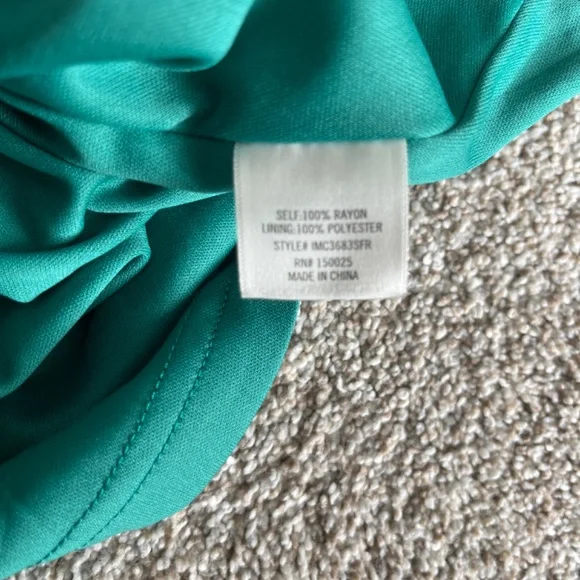 SELF:100% RAYON
LINING:100% POLYESTER
STYLE# IMC3683SFR
RN# 150025
MADE IN CHINA